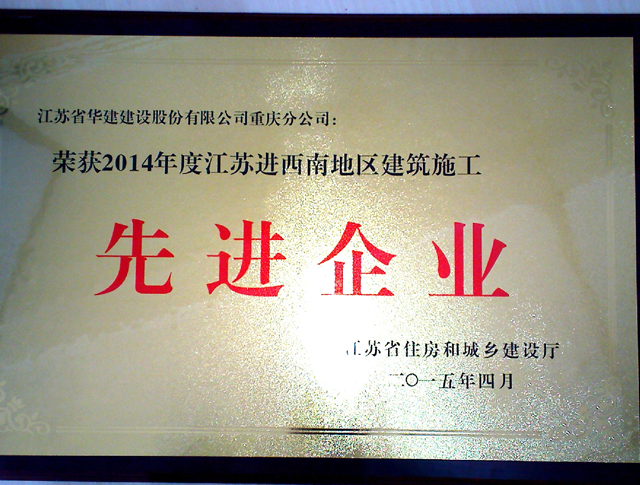 江苏省华建建设股份有限公司重庆分公司：
荣获2014年度江苏进西南地区建筑施工
先进企业
江苏省住房和城乡建设厅
二〇一五年四月